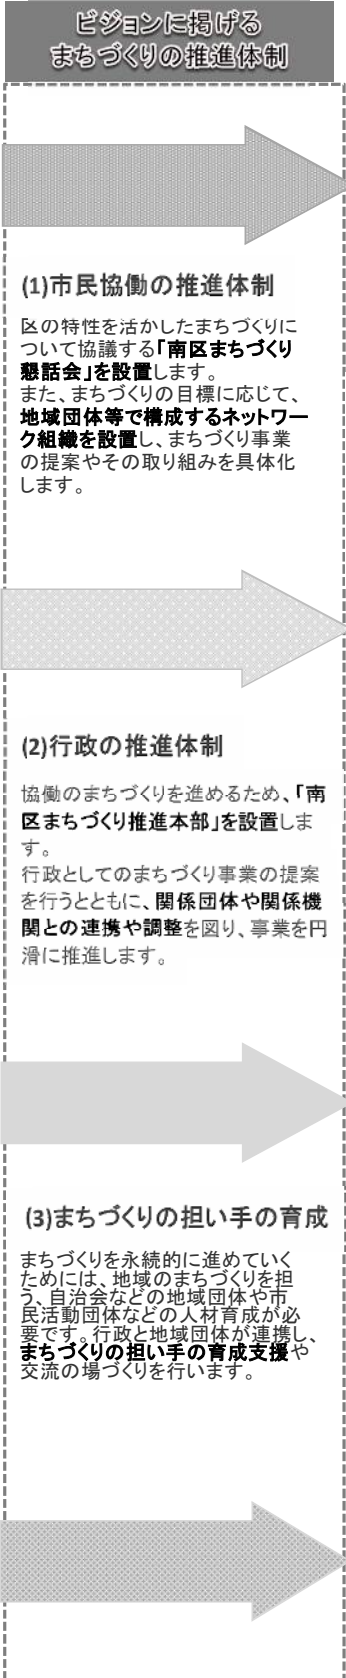 ビジョンに掲げる
まちづくりの推進体制
(1)市民協働の推進体制
区の特性を活かしたまちづくりに
ついて協議する「南区まちづくり
懇話会」を設置します。
また、まちづくりの目標に応じて、
地域団体等で構成するネットワー
ク組織を設置し、まちづくり事業
の提案やその取り組みを具体化
します。
(2)行政の推進体制
協働のまちづくりを進めるため、「南
区まちづくり推進本部」を設置しま
す。
行政としてのまちづくり事業の提案
を行うとともに、関係団体や関係機
関との連携や調整を図り、事業を円
滑に推進します。
(3)まちづくりの担い手の育成
まちづくりを永続的に進めていく
ためには、地域のまちづくりを担
う、自治会などの地域団体や市
民活動団体などの人材育成が必
要です。行政と地域団体が連携し、
まちづくりの担い手の育成支援や
交流の場づくりを行います。